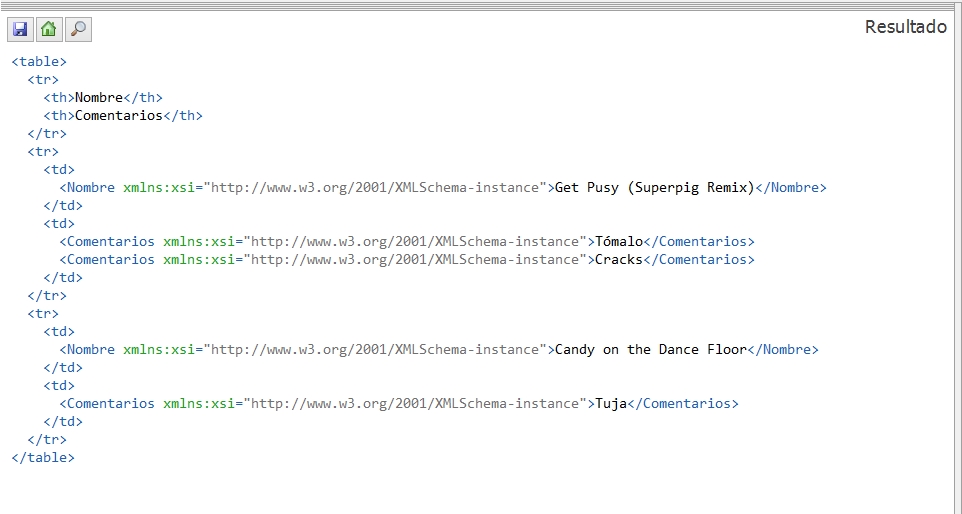 Resultado
<table>
<tr>
<th>Nombre</th>
<th>Comentarios</th>
</tr>
<tr>
<td>
<Nombre xmlns:xsi="http://www.w3.org/2001/XMLSchema-instance">Get Pusy (Superpig Remix)</Nombre>
</td>
<td>
<Comentarios xmlns:xsi="http://www.w3.org/2001/XMLSchema-instance">Tómalo</Comentarios>
<Comentarios xmlns:xsi="http://www.w3.org/2001/XMLSchema-instance">Cracks</Comentarios>
</td>
</tr>
<tr>
<td>
<Nombre xmlns:xsi="http://www.w3.org/2001/XMLSchema-instance">Candy on the Dance Floor</Nombre>
</td>
<td>
<Comentarios xmlns:xsi="http://www.w3.org/2001/XMLSchema-instance">Tuja</Comentarios>
</td>
</tr>
</table>